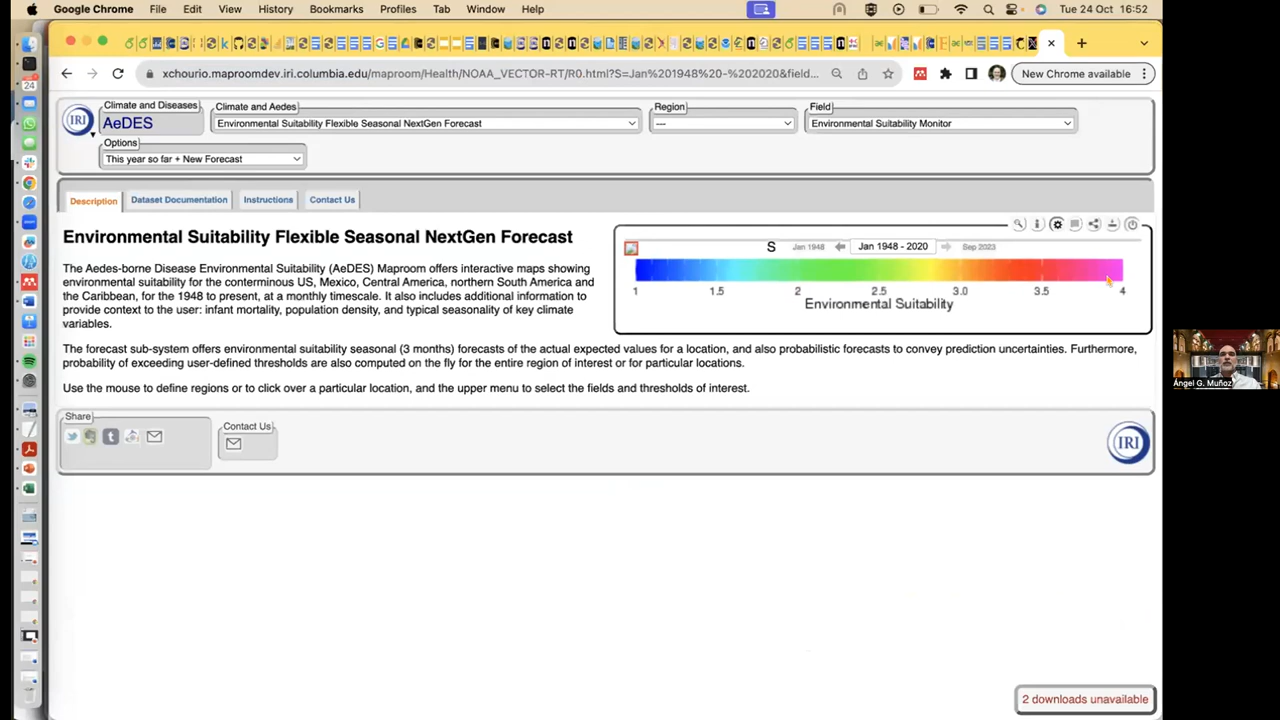 Google Chrome File Edit View History Bookmarks Profiles Tab Window Help Tue 24 Oct 16:52
24
xchourio.maproomdev.iri.columbia.edu/maproom/Health/NOAA_VECTOR-RT/R0.html?S=Jan%201948%20-%202020&field... New Chrome available
Climate and Diseases Climate and Aedes Region Field
IRI AeDES Environmental Suitability Flexible Seasonal NextGen Forecast --- Environmental Suitability Monitor
Options
This year so far + New Forecast
Description Dataset Documentation Instructions Contact Us
Environmental Suitability Flexible Seasonal NextGen Forecast
The Aedes-borne Disease Environmental Suitability (AeDES) Maproom offers interactive maps showing
environmental suitability for the conterminous US, Mexico, Central America, northern South America and
the Caribbean, for the 1948 to present, at a monthly timescale. It also includes additional information to
provide context to the user: infant mortality, population density, and typical seasonality of key climate
variables.
S Jan 1948 Jan 1948 - 2020 Sep 2023
1 1.5 2 2.5 3.0 3.5 4
Environmental Suitability
The forecast sub-system offers environmental suitability seasonal (3 months) forecasts of the actual expected values for a location, and also probabilistic forecasts to convey prediction uncertainties. Furthermore,
probability of exceeding user-defined thresholds are also computed on the fly for the entire region of interest or for particular locations.
Use the mouse to define regions or to click over a particular location, and the upper menu to select the fields and thresholds of interest.
Share
Contact Us
IRI
Ángel G. Muñoz
2 downloads unavailable